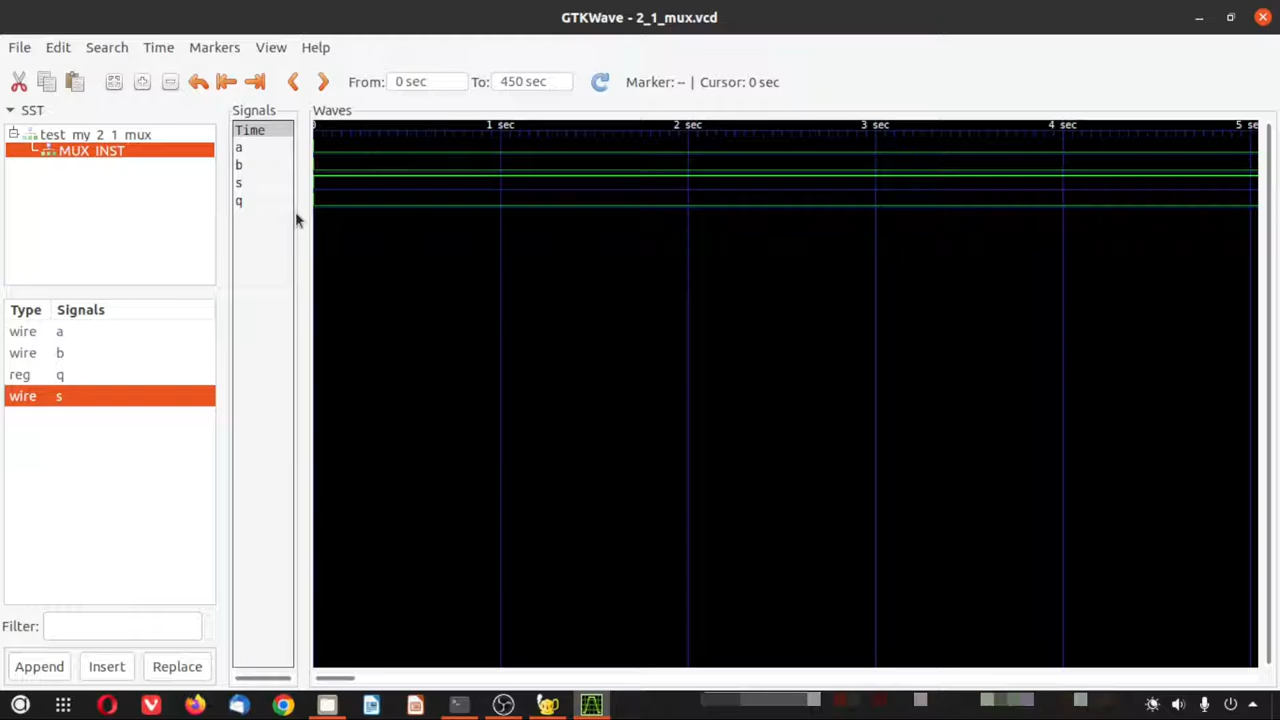 GTKWave - 2_1_mux.vcd
File Edit Search Time Markers View Help
From: 0 sec To: 450 sec Marker: -- | Cursor: 0 sec
SST
test_my_2_1_mux
MUX_INST
Signals
Time
a
b
s
q
Waves
0 1 sec 2 sec 3 sec 4 sec 5 se
Type Signals
wire a
wire b
reg q
wire s
Filter:
Append Insert Replace